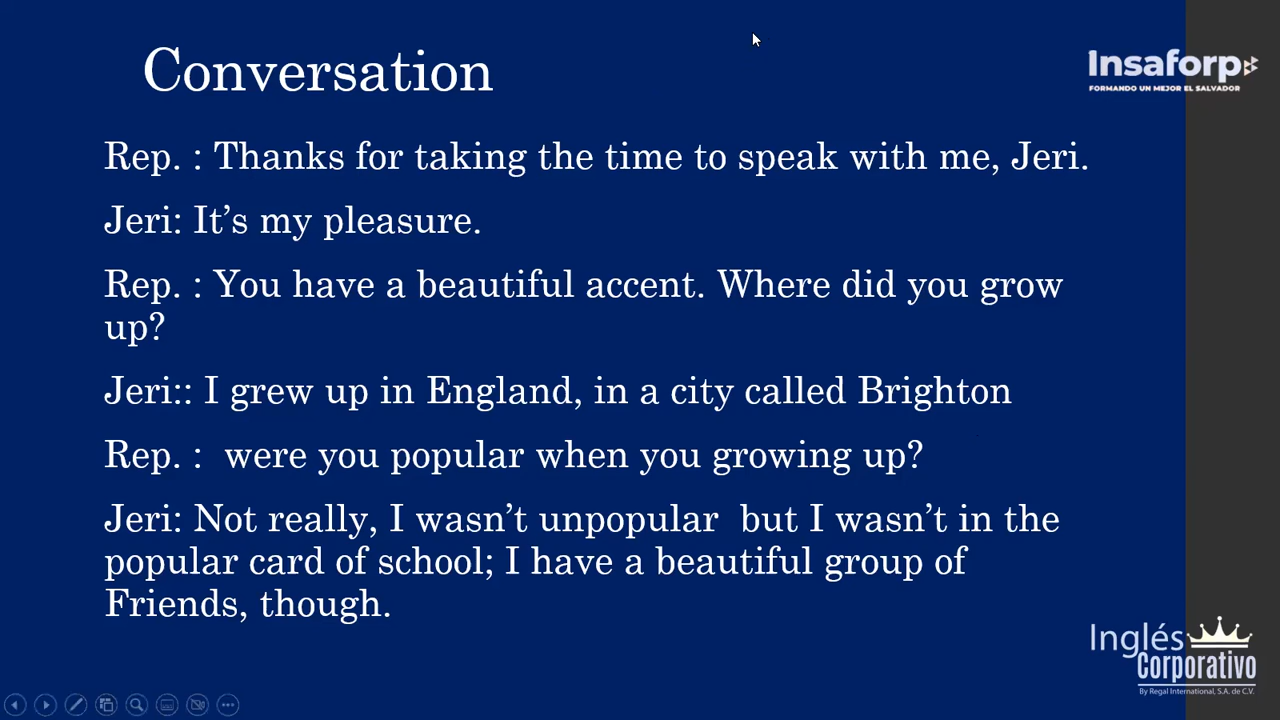 Conversation
Insaforp
FORMANDO UN MEJOR EL SALVADOR
Rep. : Thanks for taking the time to speak with me, Jeri.
Jeri: It’s my pleasure.
Rep. : You have a beautiful accent. Where did you grow
up?
Jeri:: I grew up in England, in a city called Brighton
Rep. :  were you popular when you growing up?
Jeri: Not really, I wasn’t unpopular  but I wasn’t in the
popular card of school; I have a beautiful group of
Friends, though.
Inglés
Corporativo
By Regal International, S.A. de C.V.